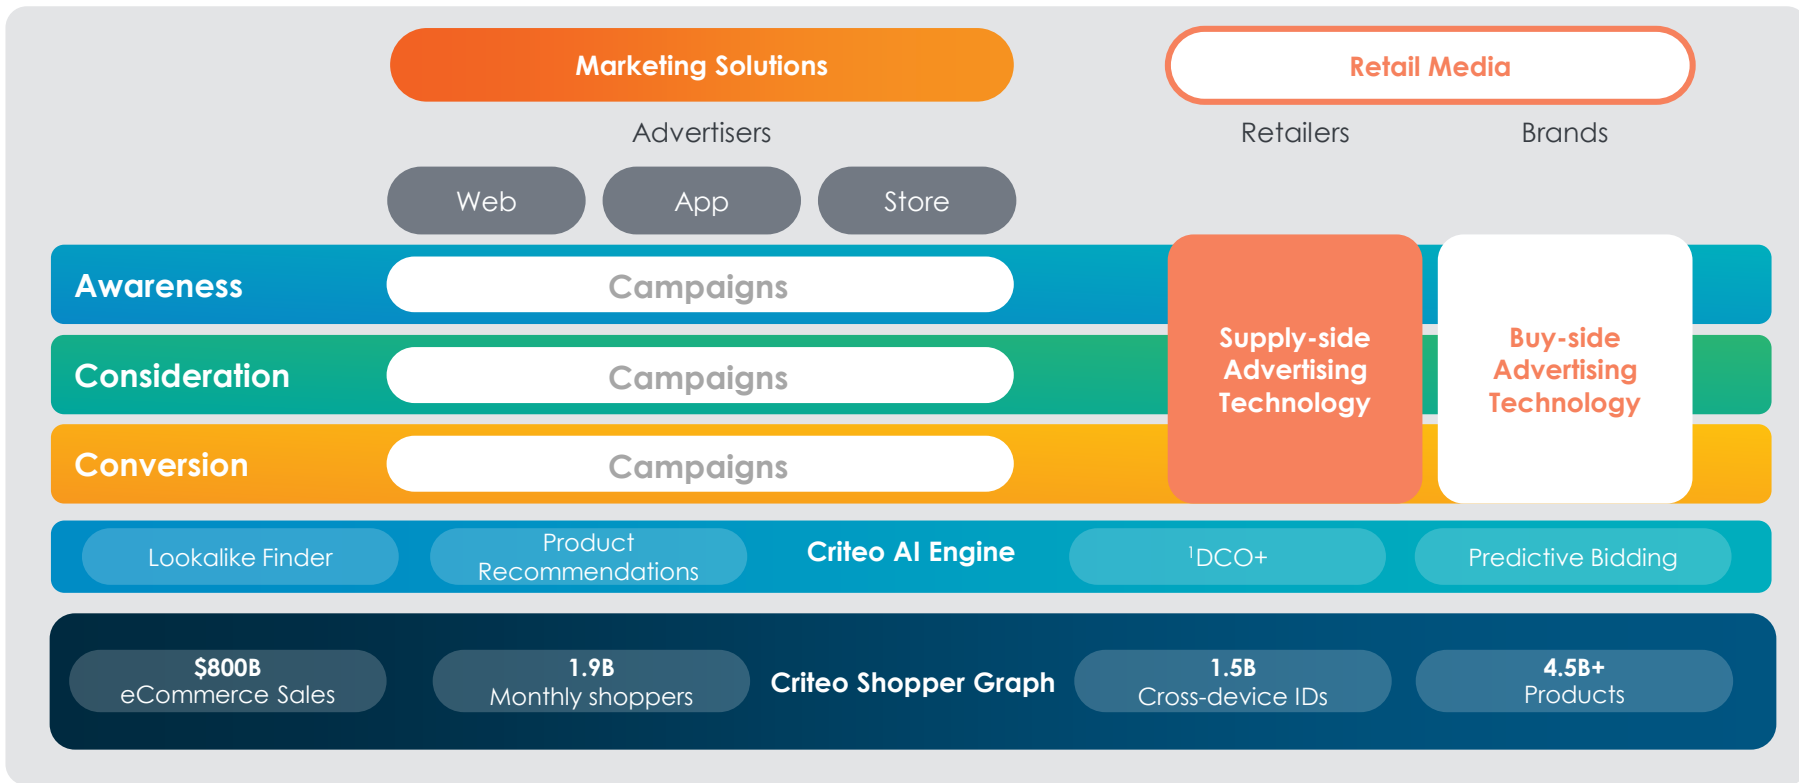 Marketing Solutions
Retail Media
Advertisers
Retailers
Brands
Web
App
Store
Awareness
Campaigns
Consideration
Campaigns
Conversion
Campaigns
Supply-side
Advertising
Technology
Buy-side
Advertising
Technology
Lookalike Finder
Product
Recommendations
Criteo AI Engine
¹DCO+
Predictive Bidding
$800B
eCommerce Sales
1.9B
Monthly shoppers
Criteo Shopper Graph
1.5B
Cross-device IDs
4.5B+
Products